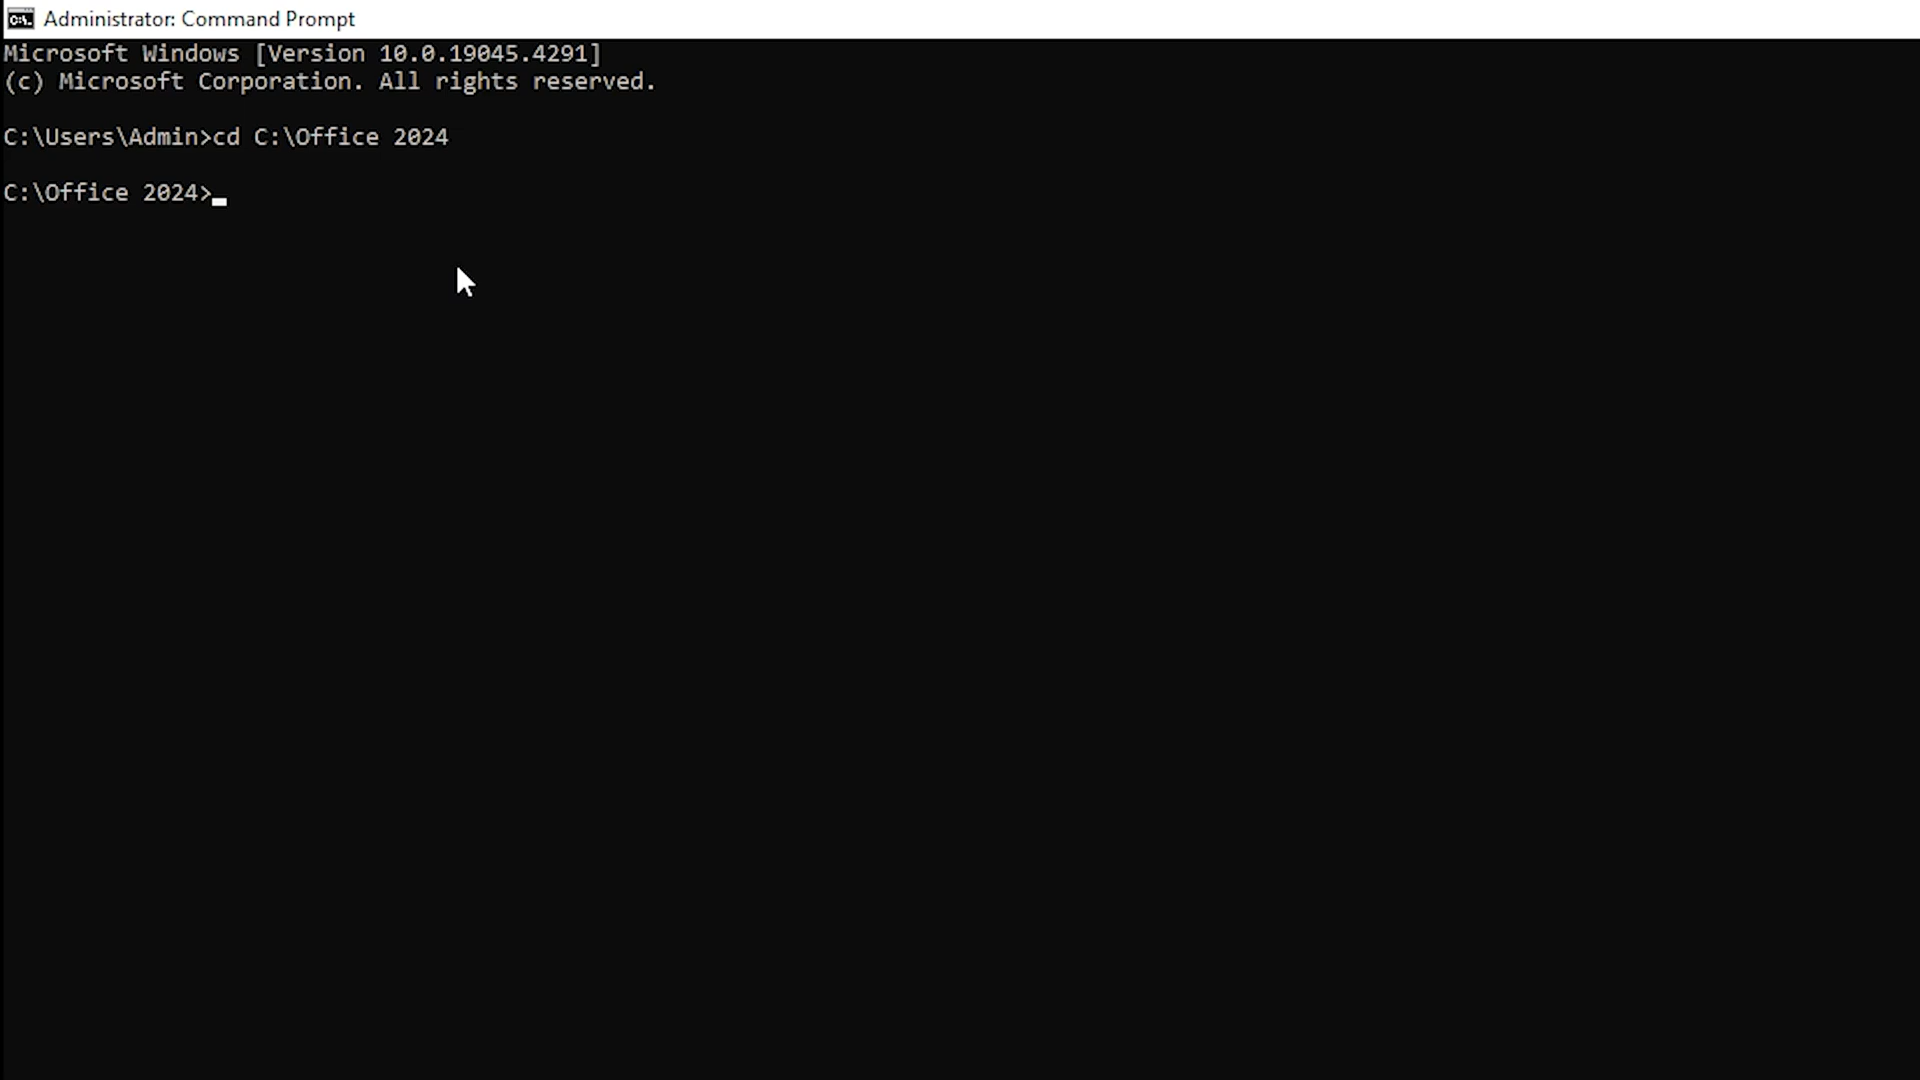 Administrator: Command Prompt
Microsoft Windows [Version 10.0.19045.4291]
(c) Microsoft Corporation. All rights reserved.
C:\Users\Admin>cd C:\Office 2024
C:\Office 2024>